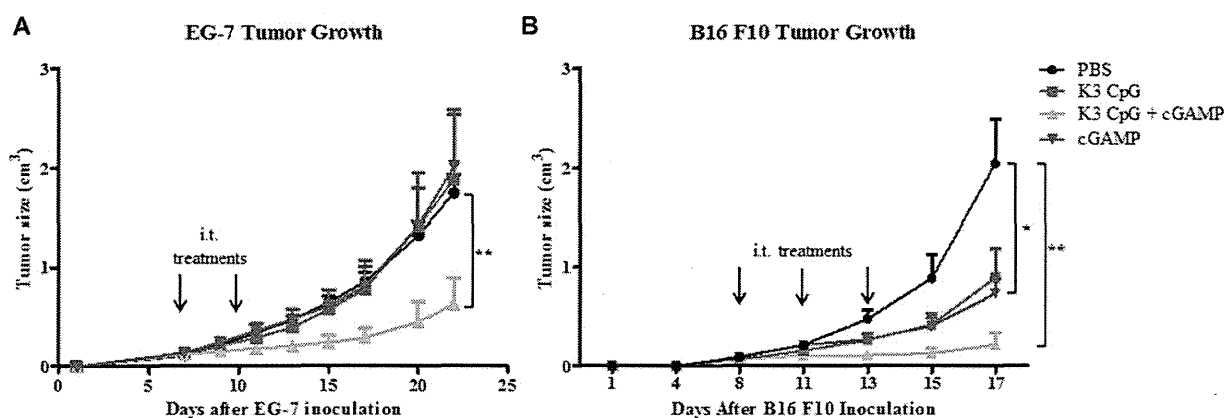 A
EG-7 Tumor Growth
Tumor size (cm³)
3
2
1
0
i.t.
treatments
**
0 5 10 15 20 25
Days after EG-7 inoculation
B
B16 F10 Tumor Growth
Tumor size (cm³)
3
2
1
0
i.t. treatments
*
**
1 4 8 11 13 15 17
Days After B16 F10 Inoculation
PBS
K3 CpG
K3 CpG + cGAMP
cGAMP